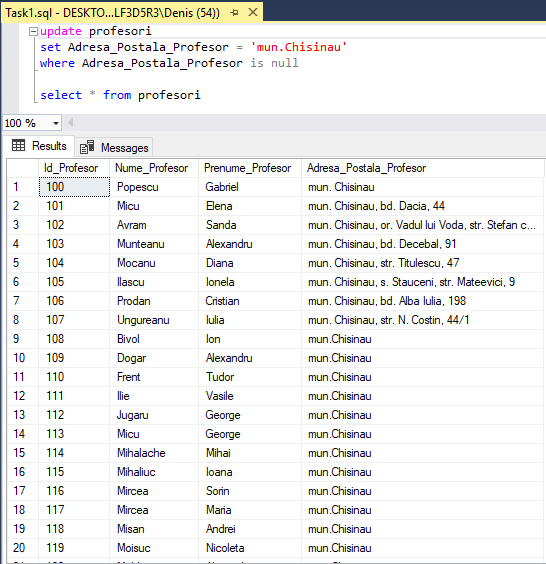 Task1.sql - DESKTO...LF3D5R3\Denis (54))
update profesori
set Adresa_Postala_Profesor = 'mun.Chisinau'
where Adresa_Postala_Profesor is null
select * from profesori
100 %
Results Messages
Id_Profesor Nume_Profesor Prenume_Profesor Adresa_Postala_Profesor
1 100 Popescu Gabriel mun. Chisinau
2 101 Micu Elena mun. Chisinau, bd. Dacia, 44
3 102 Avram Sanda mun. Chisinau, or. Vadul lui Voda, str. Stefan c...
4 103 Munteanu Alexandru mun. Chisinau, bd. Decebal, 91
5 104 Mocanu Diana mun. Chisinau, str. Titulescu, 47
6 105 Ilascu Ionela mun. Chisinau, s. Stauceni, str. Mateevici, 9
7 106 Prodan Cristian mun. Chisinau, bd. Alba Iulia, 198
8 107 Ungureanu Iulia mun. Chisinau, str. N. Costin, 44/1
9 108 Bivol Ion mun.Chisinau
10 109 Dogar Alexandru mun.Chisinau
11 110 Frent Tudor mun.Chisinau
12 111 Ilie Vasile mun.Chisinau
13 112 Jugaru George mun.Chisinau
14 113 Micu George mun.Chisinau
15 114 Mihalache Mihai mun.Chisinau
16 115 Mihaliuc Ioana mun.Chisinau
17 116 Mircea Sorin mun.Chisinau
18 117 Mircea Maria mun.Chisinau
19 118 Misan Andrei mun.Chisinau
20 119 Moisuc Nicoleta mun.Chisinau